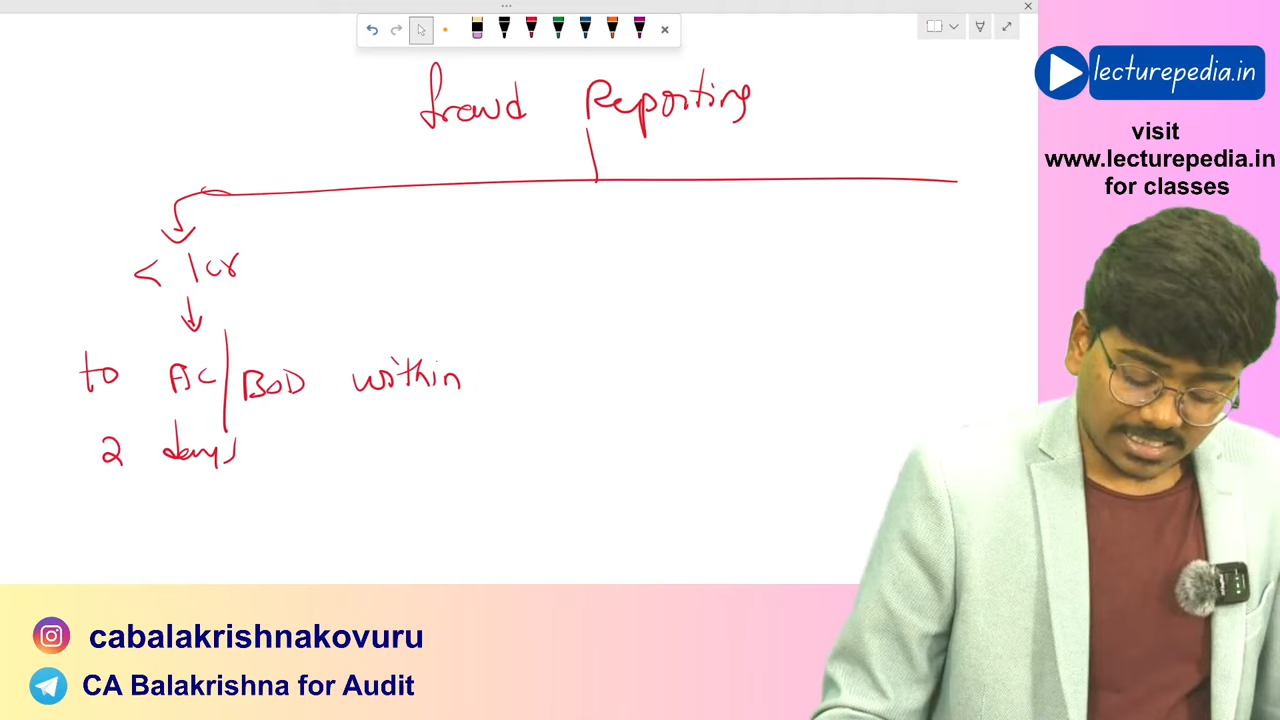 fraud Reporting
< 1cr
to AC | BOD within
2 days
lecturepedia.in
visit
www.lecturepedia.in
for classes
cabalakrishnakovuru
CA Balakrishna for Audit